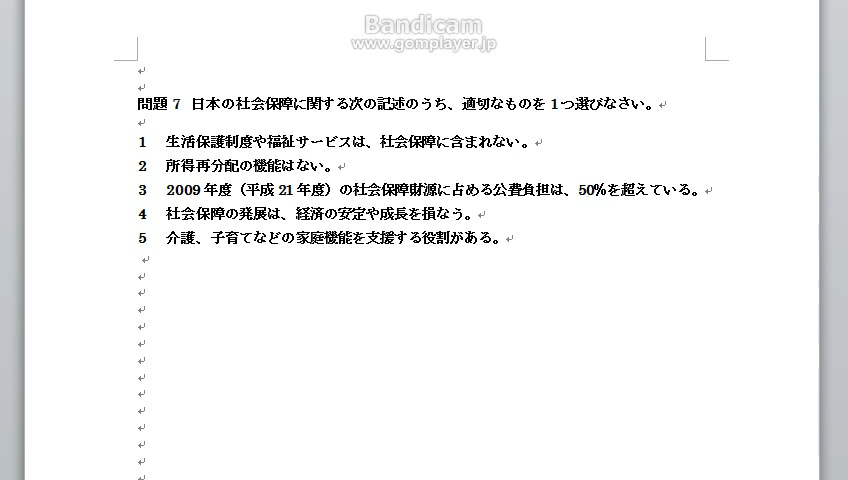 Bandicam
www.gomplayer.jp
問題７ 日本の社会保障に関する次の記述のうち、適切なものを１つ選びなさい。
1 生活保護制度や福祉サービスは、社会保障に含まれない。
2 所得再分配の機能はない。
3 2009年度（平成21年度）の社会保障財源に占める公費負担は、50%を超えている。
4 社会保障の発展は、経済の安定や成長を損なう。
5 介護、子育てなどの家庭機能を支援する役割がある。